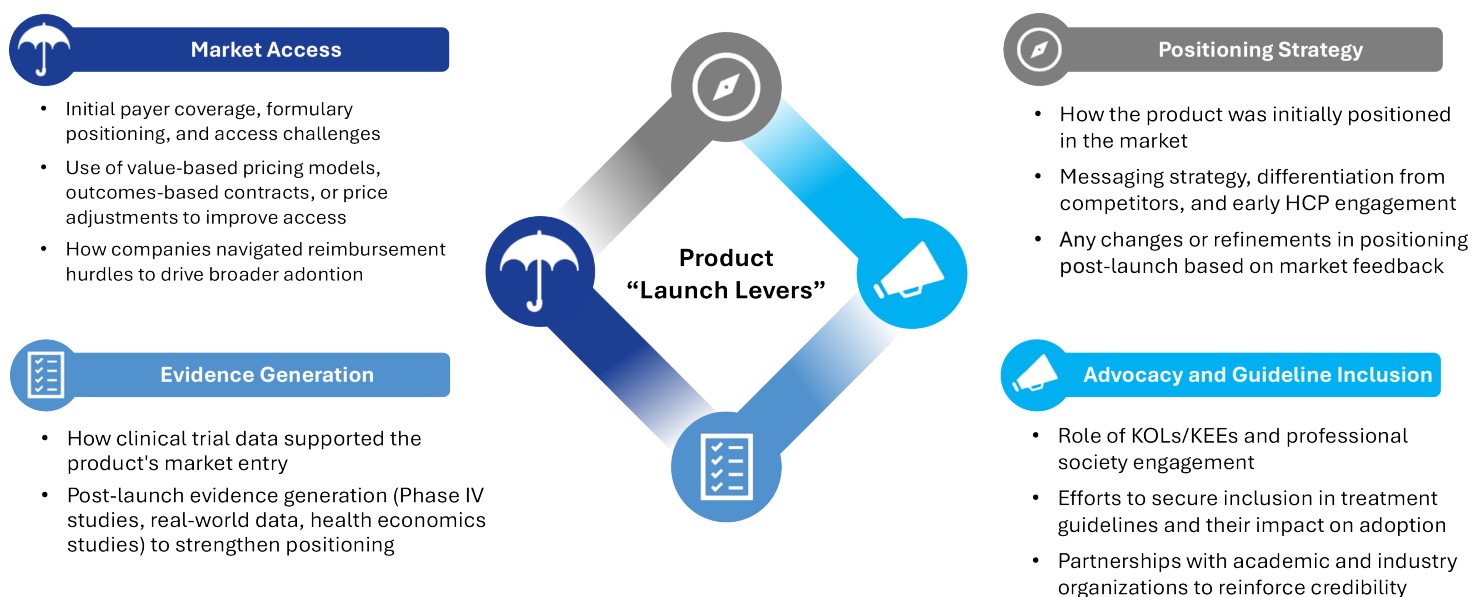 Market Access
• Initial payer coverage, formulary
positioning, and access challenges
• Use of value-based pricing models,
outcomes-based contracts, or price
adjustments to improve access
• How companies navigated reimbursement
hurdles to drive broader adontion
Evidence Generation
• How clinical trial data supported the
product's market entry
• Post-launch evidence generation (Phase IV
studies, real-world data, health economics
studies) to strengthen positioning
Product
“Launch Levers”
Positioning Strategy
• How the product was initially positioned
in the market
• Messaging strategy, differentiation from
competitors, and early HCP engagement
• Any changes or refinements in positioning
post-launch based on market feedback
Advocacy and Guideline Inclusion
• Role of KOLs/KEEs and professional
society engagement
• Efforts to secure inclusion in treatment
guidelines and their impact on adoption
• Partnerships with academic and industry
organizations to reinforce credibility